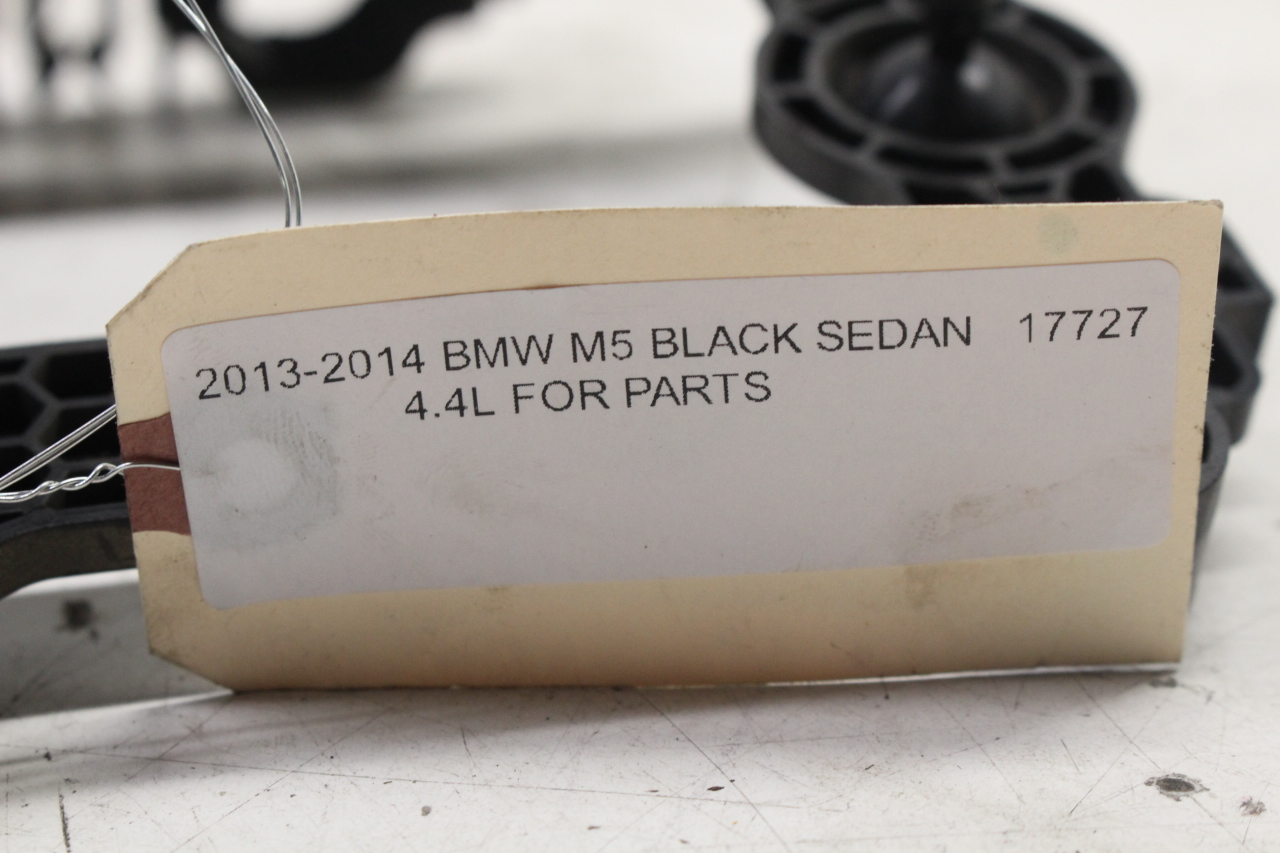 2013-2014 BMW M5 BLACK SEDAN 17727
4.4L FOR PARTS